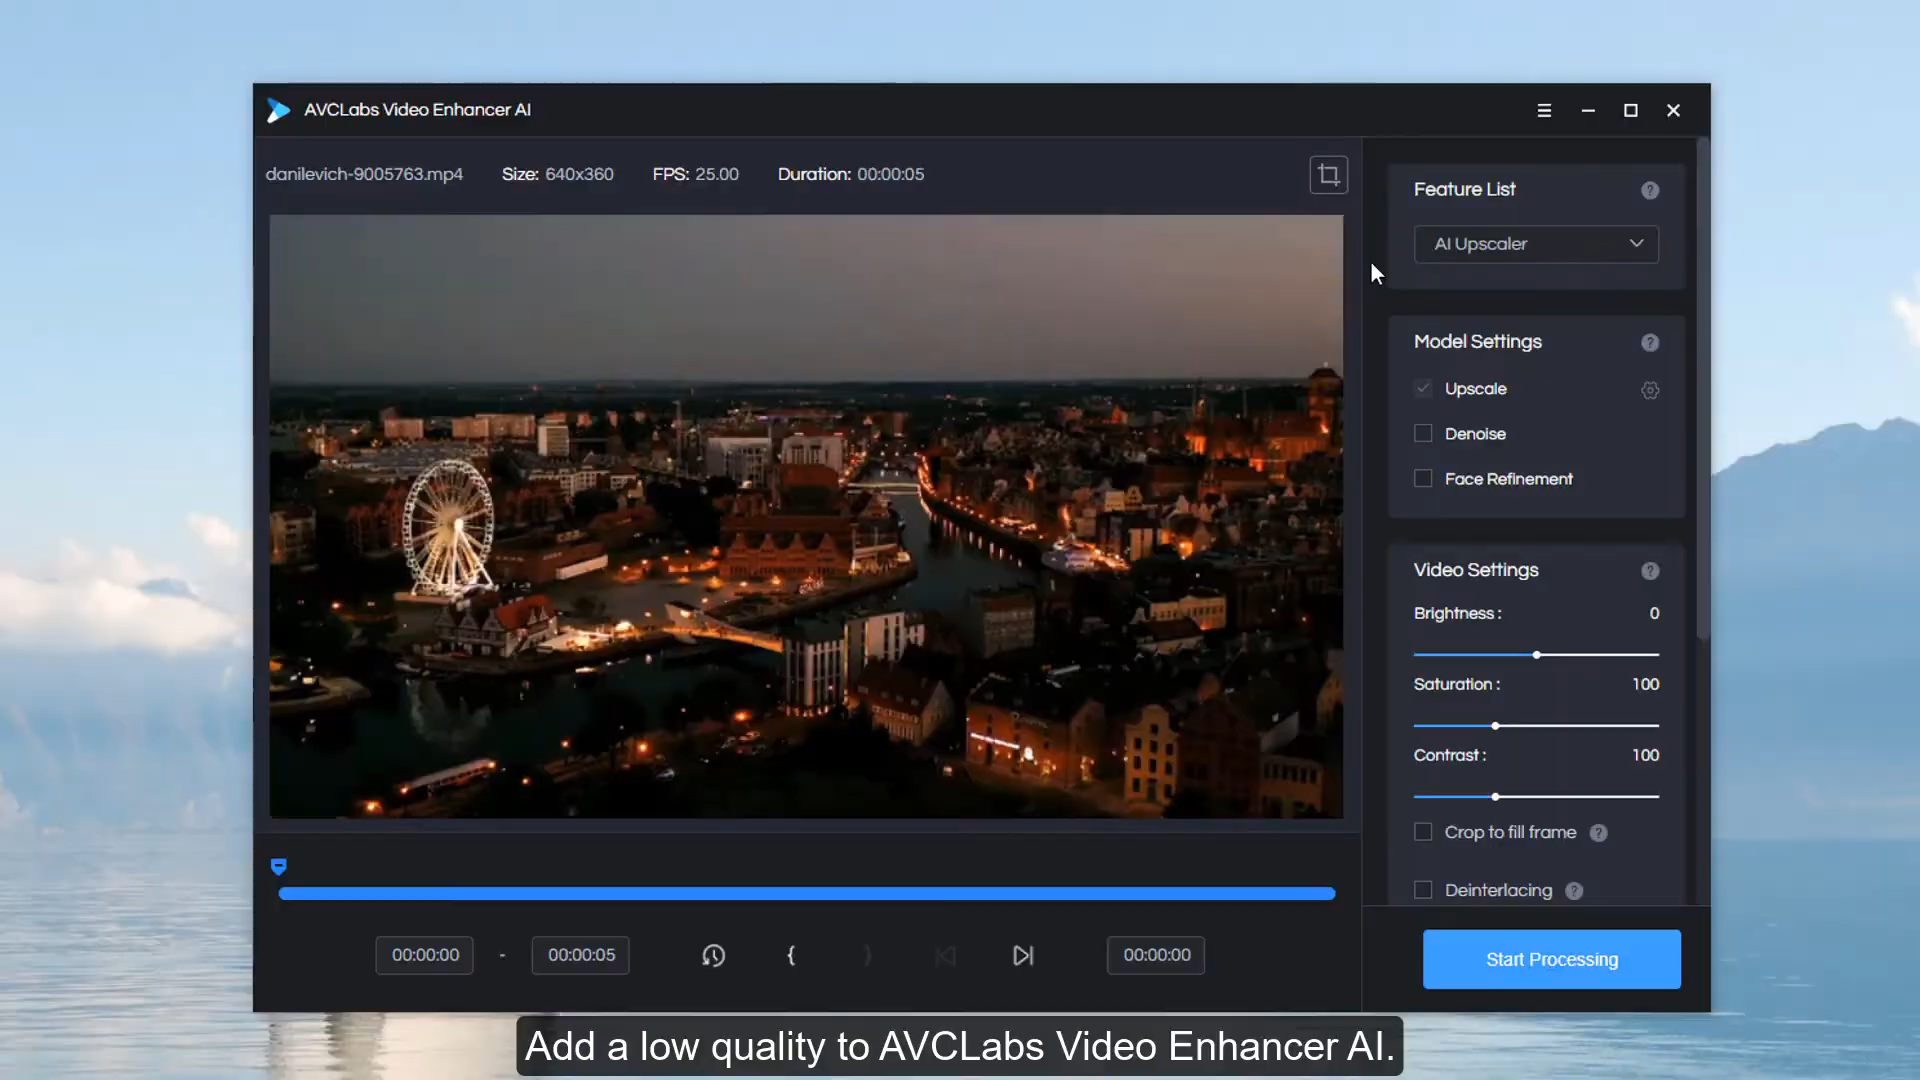 AVCLabs Video Enhancer AI
danilevich-9005763.mp4 Size: 640x360 FPS: 25.00 Duration: 00:00:05
Feature List ?
AI Upscaler
Model Settings ?
Upscale
Denoise
Face Refinement
Video Settings ?
Brightness : 0
Saturation : 100
Contrast : 100
Crop to fill frame ?
Deinterlacing ?
00:00:00 - 00:00:05 { } 00:00:00
Start Processing
Add a low quality to AVCLabs Video Enhancer AI.